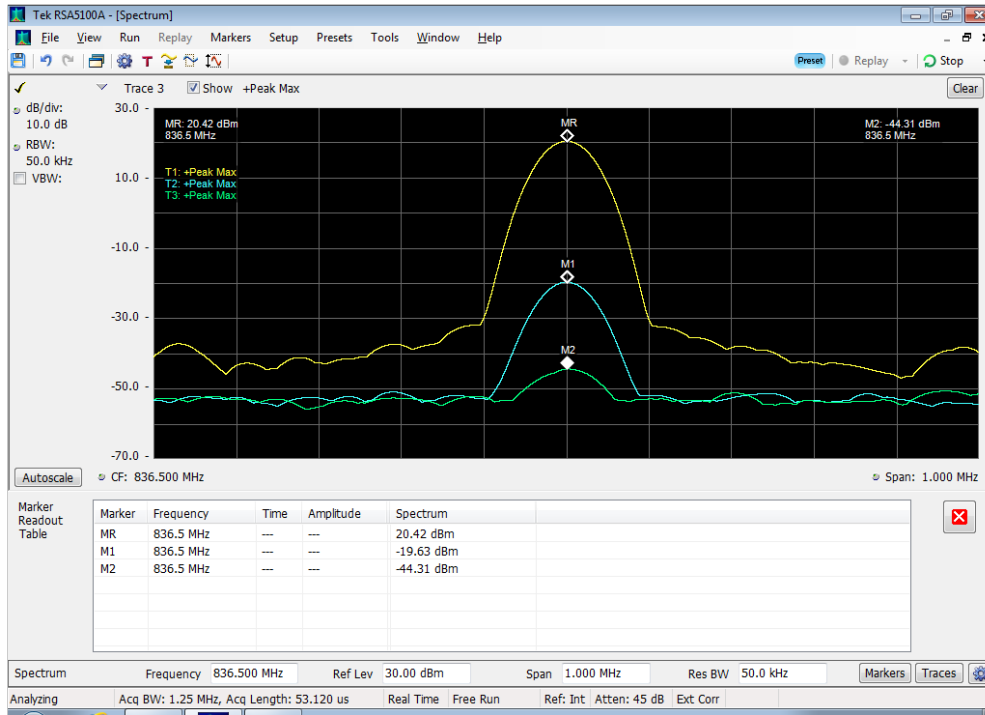 Tek RSA5100A - [Spectrum]
File View Run Replay Markers Setup Presets Tools Window Help
Preset Replay Stop
Trace 3 Show +Peak Max Clear
dB/div:
10.0 dB
RBW:
50.0 kHz
VBW:
30.0
10.0
-10.0
-30.0
-50.0
-70.0
MR: 20.42 dBm
836.5 MHz
T1: +Peak Max
T2: +Peak Max
T3: +Peak Max
MR
M1
M2
M2: -44.31 dBm
836.5 MHz
Autoscale CF: 836.500 MHz Span: 1.000 MHz
Marker
Readout
Table
Marker Frequency Time Amplitude Spectrum
MR 836.5 MHz --- --- 20.42 dBm
M1 836.5 MHz --- --- -19.63 dBm
M2 836.5 MHz --- --- -44.31 dBm
Spectrum Frequency 836.500 MHz Ref Lev 30.00 dBm Span 1.000 MHz Res BW 50.0 kHz Markers Traces
Analyzing Acq BW: 1.25 MHz, Acq Length: 53.120 us Real Time Free Run Ref: Int Atten: 45 dB Ext Corr